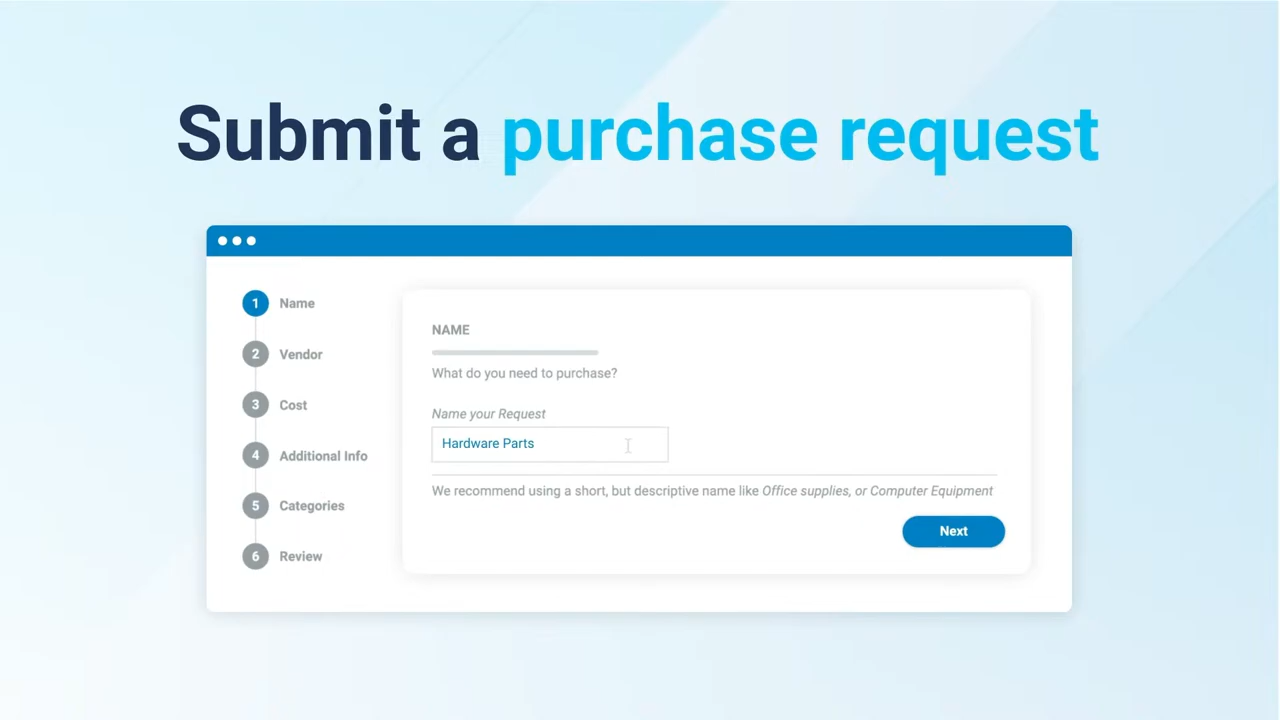 Submit a purchase request
1 Name
2 Vendor
3 Cost
4 Additional Info
5 Categories
6 Review
NAME
What do you need to purchase?
Name your Request
Hardware Parts
We recommend using a short, but descriptive name like Office supplies, or Computer Equipment
Next